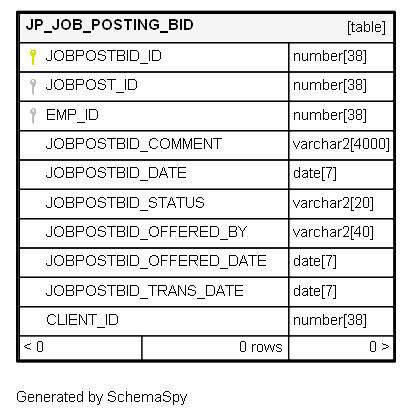 JP_JOB_POSTING_BID [table]
JOBPOSTBID_ID number[38]
JOBPOST_ID number[38]
EMP_ID number[38]
JOBPOSTBID_COMMENT varchar2[4000]
JOBPOSTBID_DATE date[7]
JOBPOSTBID_STATUS varchar2[20]
JOBPOSTBID_OFFERED_BY varchar2[40]
JOBPOSTBID_OFFERED_DATE date[7]
JOBPOSTBID_TRANS_DATE date[7]
CLIENT_ID number[38]
< 0 0 rows 0 >
Generated by SchemaSpy